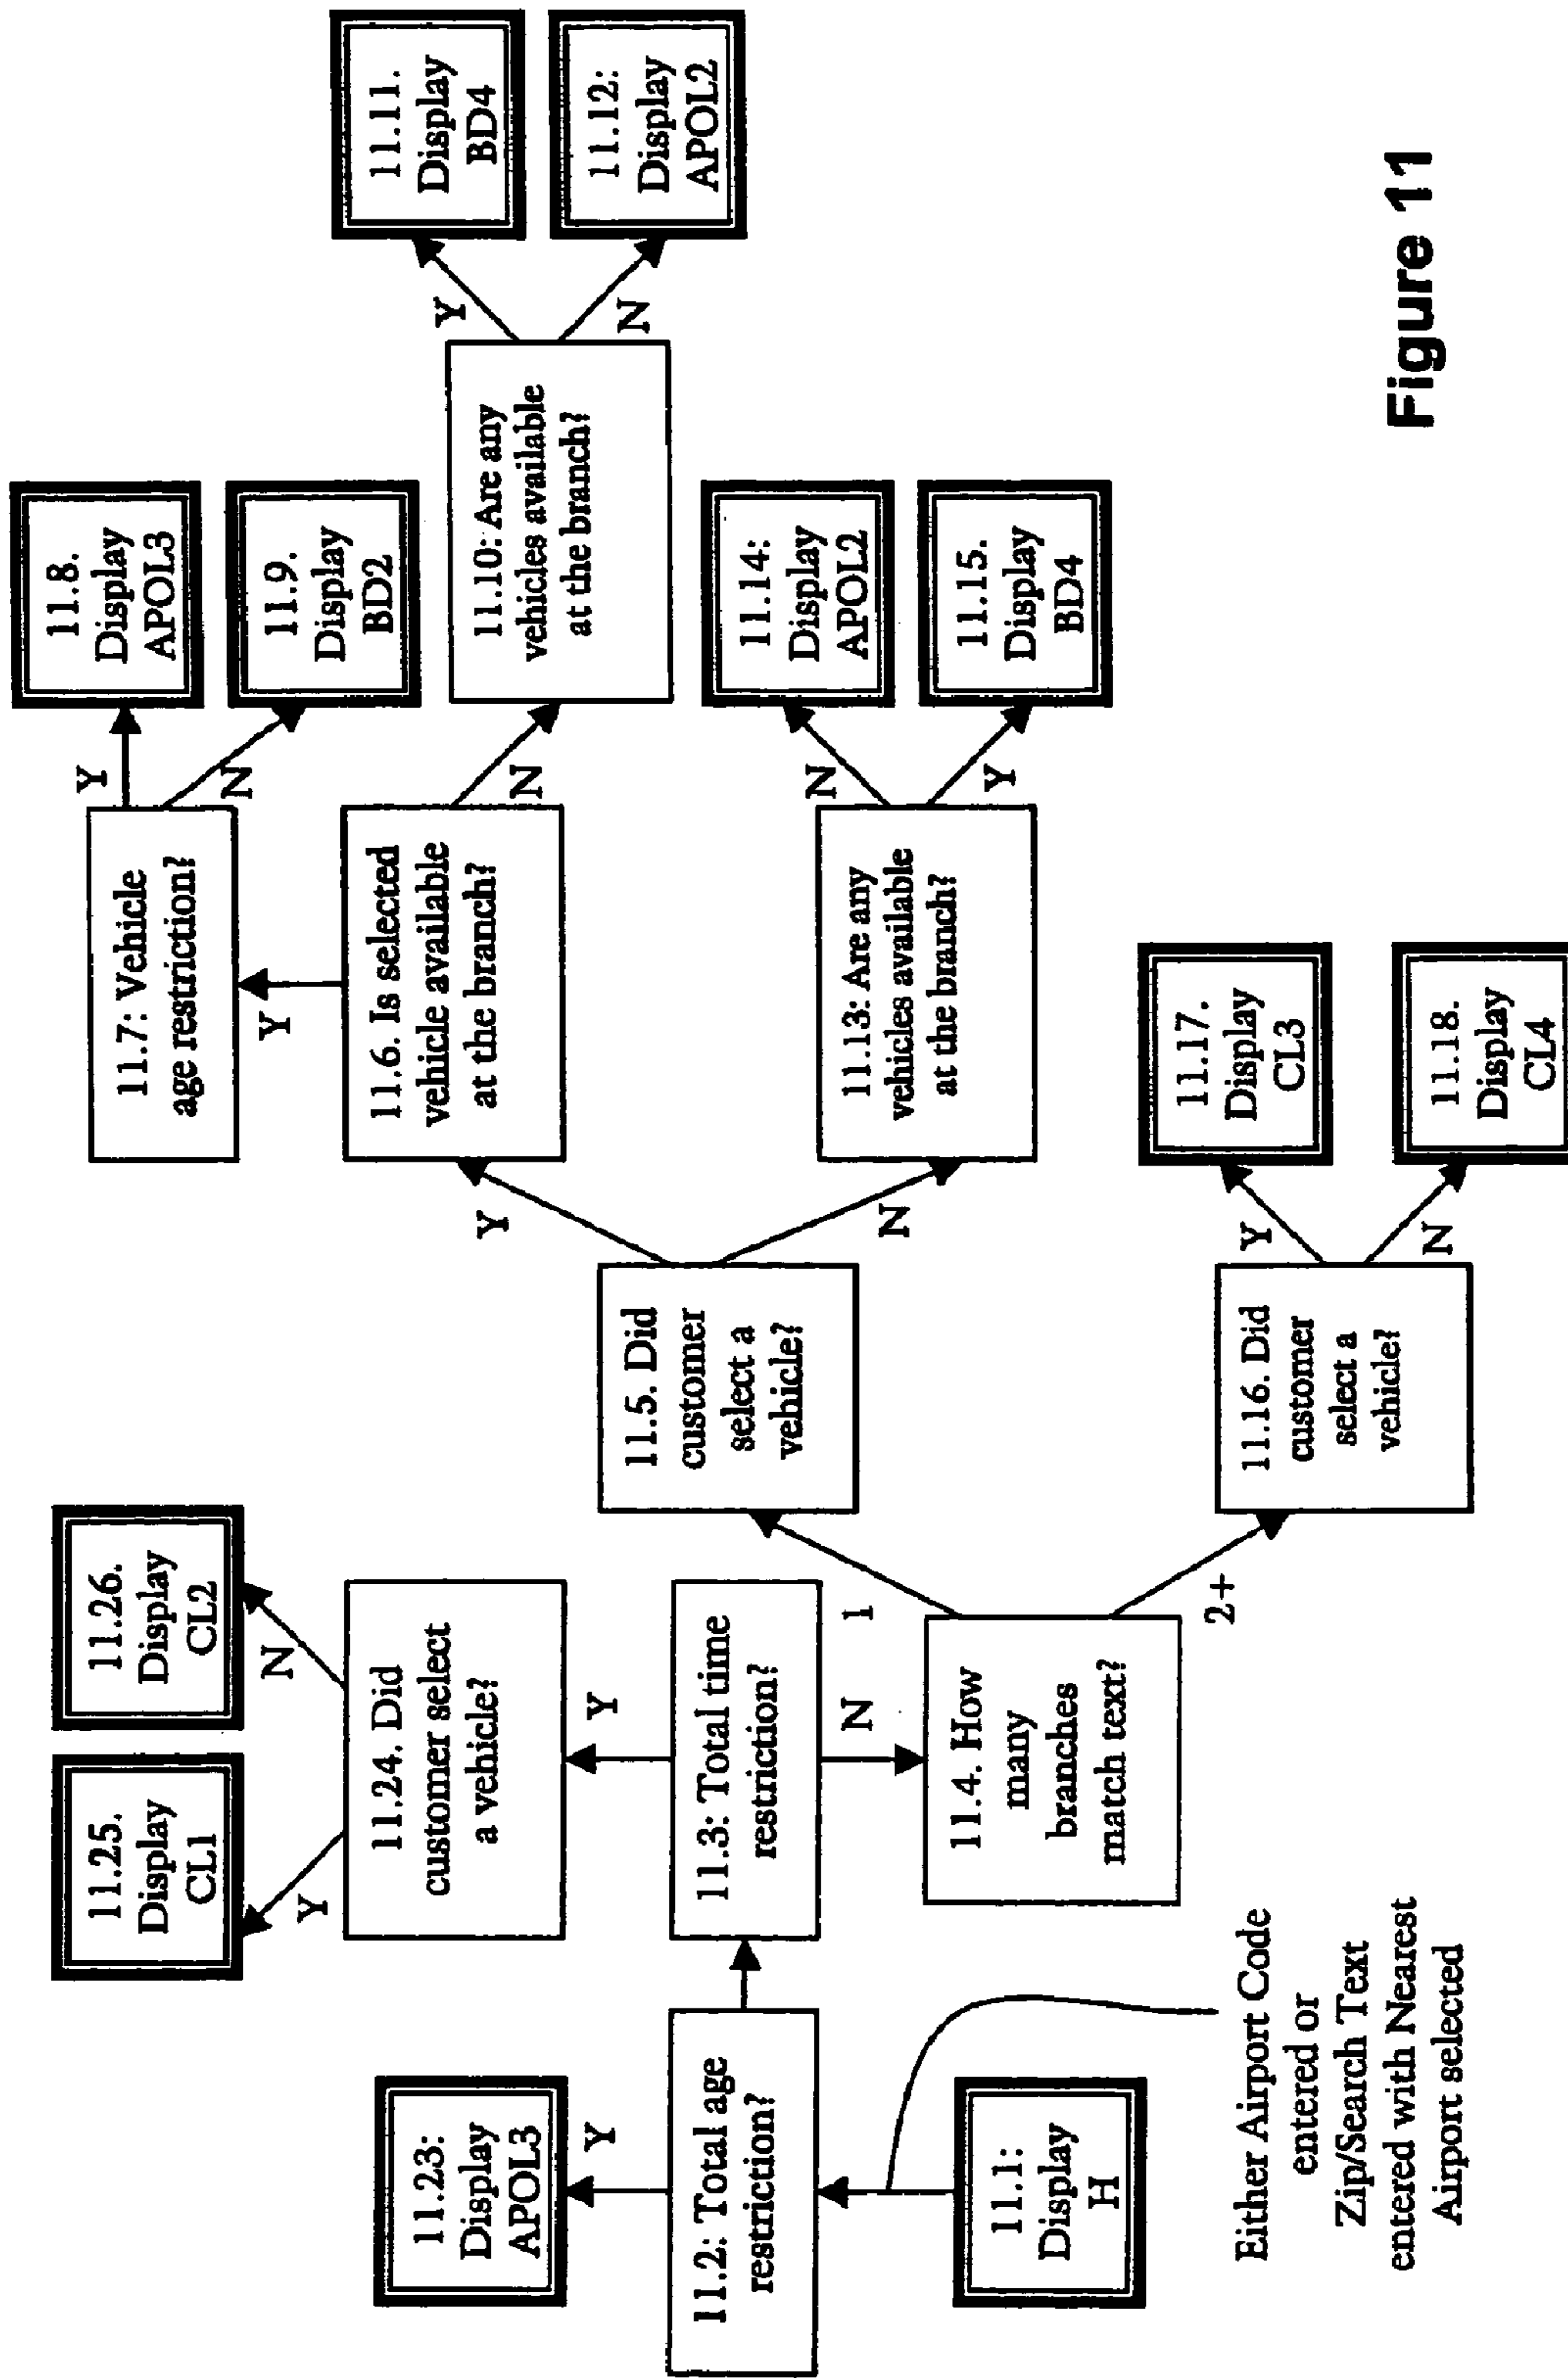 11.8.
Display
APOL3
11.7: Vehicle
age restriction?
Y
N
11.9.
Display
BD2
11.25.
Display
CL1
11.26.
Display
CL2
Y
N
11.24. Did
customer select
a vehicle?
Y
11.6. Is selected
vehicle available
at the branch?
N
Y
11.11.
Display
BD4
11.10: Are any
vehicles available
at the branch?
N
11.12:
Display
APOL2
11.23:
Display
APOL3
Y
Y
11.5. Did
customer
select a
vehicle?
Y
N
11.2: Total age
restriction?
11.3: Total time
restriction?
N
1
11.14:
Display
APOL2
11.13: Are any
vehicles available
at the branch?
N
Y
11.15.
Display
BD4
11.1:
Display
H
11.4. How
many
branches
match text?
2+
11.17.
Display
CL3
11.16. Did
customer
select a
vehicle?
Y
N
11.18.
Display
CL4
Either Airport Code
entered or
Zip/Search Text
entered with Nearest
Airport selected
Figure 11